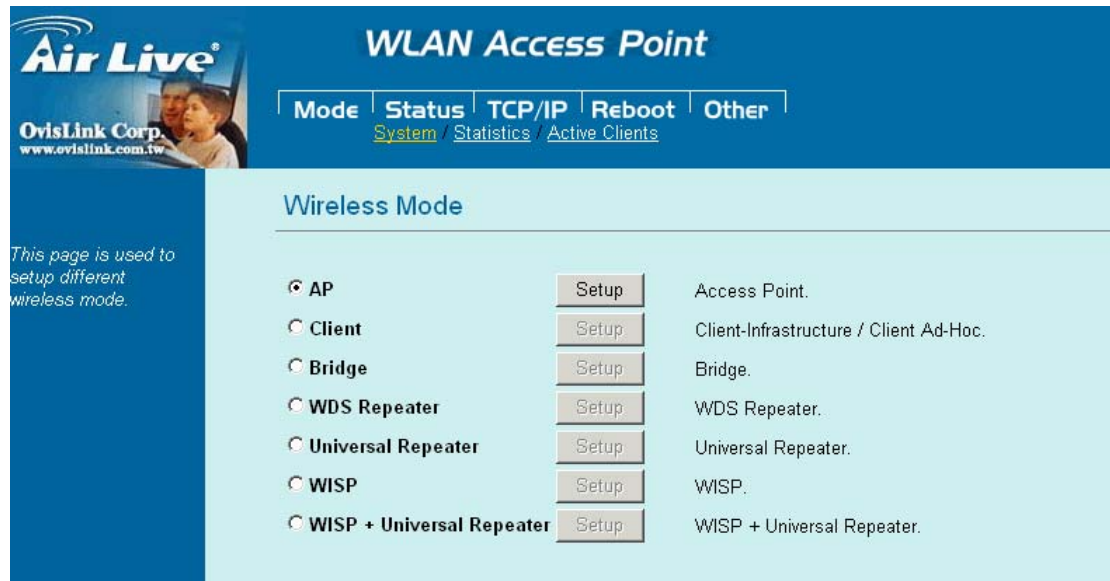 Air Live®
OvisLink Corp.
www.ovislink.com.tw
WLAN Access Point
Mode Status TCP/IP Reboot Other
System / Statistics / Active Clients
This page is used to
setup different
wireless mode.
Wireless Mode
AP Setup Access Point.
Client Setup Client-Infrastructure / Client Ad-Hoc.
Bridge Setup Bridge.
WDS Repeater Setup WDS Repeater.
Universal Repeater Setup Universal Repeater.
WISP Setup WISP.
WISP + Universal Repeater Setup WISP + Universal Repeater.